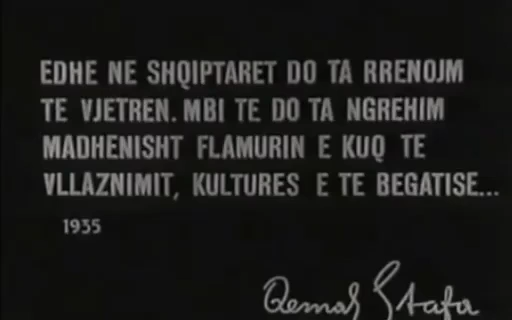 EDHE NE SHQIPTARET DO TA RRENOJM
TE VJETREN. MBI TE DO TA NGREHIM
MADHENISHT FLAMURIN E KUQ TE
VLLAZNIMIT, KULTURES E TE BEGATISE...
1935
Qemal Stafa